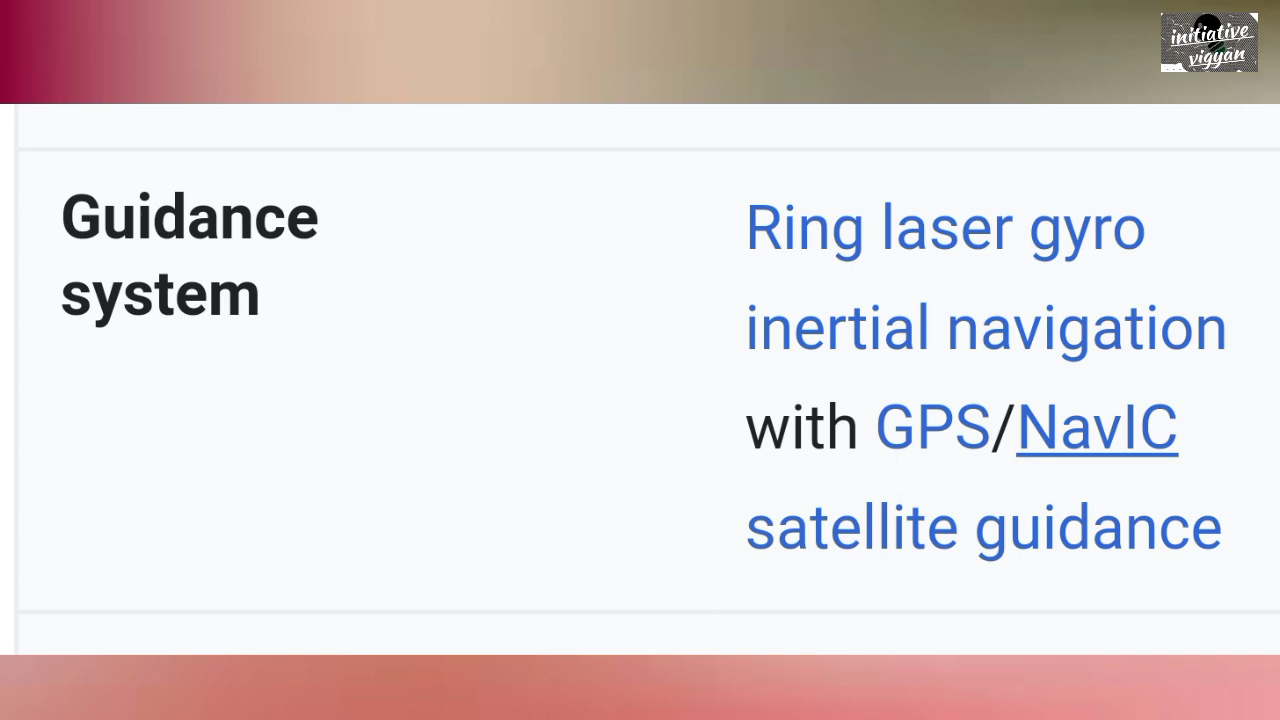 initiative
vigyan
Guidance
system
Ring laser gyro
inertial navigation
with GPS/NavIC
satellite guidance